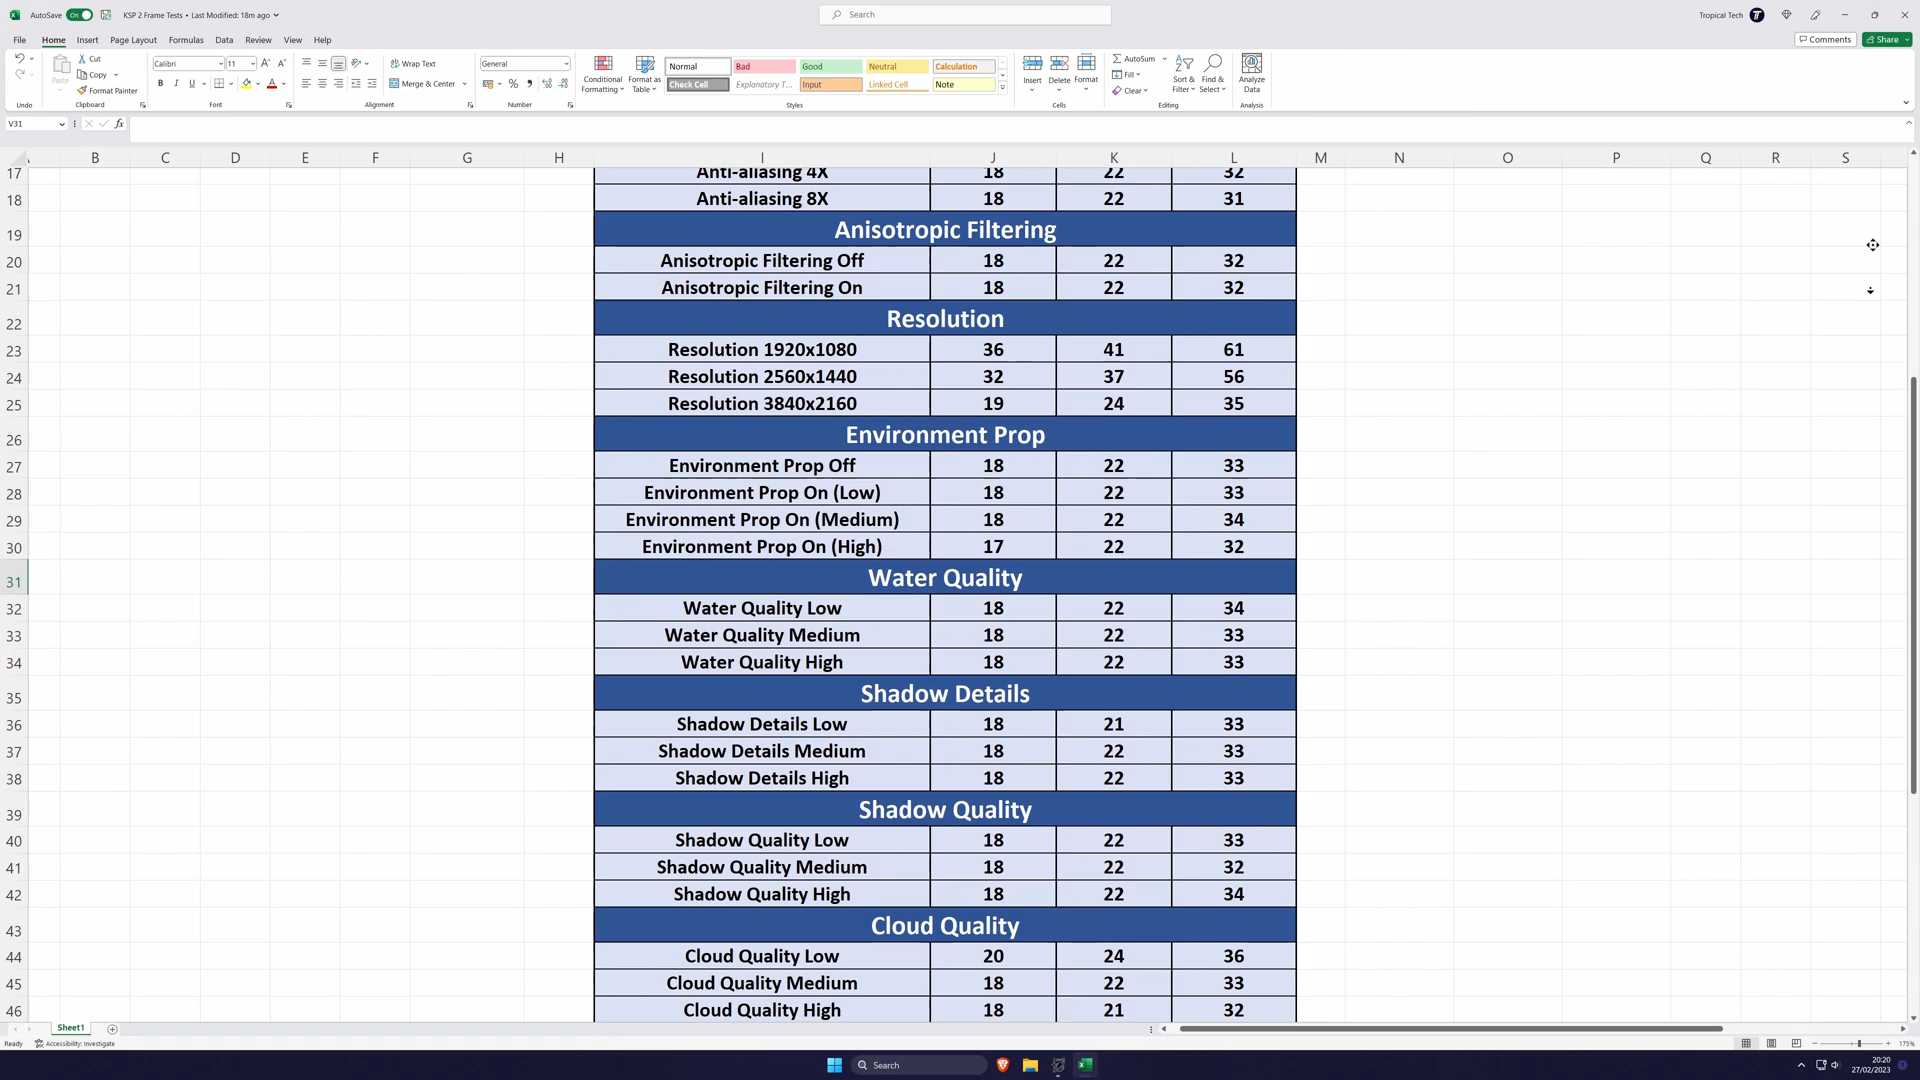 AutoSave On KSP 2 Frame Tests • Last Modified: 18m ago Search Tropical Tech
File Home Insert Page Layout Formulas Data Review View Help Comments Share
Paste Cut Copy Format Painter
Calibri 11
B I U
Wrap Text
Merge & Center
General
Conditional Formatting Format as Table
Normal Bad Good Neutral Calculation
Check Cell Explanatory T... Input Linked Cell Note
Insert Delete Format
AutoSum Fill Clear
Sort & Filter Find & Select
Analyze Data
Undo Clipboard Font Alignment Number Styles Cells Editing Analysis
V31 fx
B C D E F G H I J K L M N O P Q R S
17 Anti-aliasing 4X 18 22 32
18 Anti-aliasing 8X 18 22 31
19 Anisotropic Filtering
20 Anisotropic Filtering Off 18 22 32
21 Anisotropic Filtering On 18 22 32
22 Resolution
23 Resolution 1920x1080 36 41 61
24 Resolution 2560x1440 32 37 56
25 Resolution 3840x2160 19 24 35
26 Environment Prop
27 Environment Prop Off 18 22 33
28 Environment Prop On (Low) 18 22 33
29 Environment Prop On (Medium) 18 22 34
30 Environment Prop On (High) 17 22 32
31 Water Quality
32 Water Quality Low 18 22 34
33 Water Quality Medium 18 22 33
34 Water Quality High 18 22 33
35 Shadow Details
36 Shadow Details Low 18 21 33
37 Shadow Details Medium 18 22 33
38 Shadow Details High 18 22 33
39 Shadow Quality
40 Shadow Quality Low 18 22 33
41 Shadow Quality Medium 18 22 32
42 Shadow Quality High 18 22 34
43 Cloud Quality
44 Cloud Quality Low 20 24 36
45 Cloud Quality Medium 18 22 33
46 Cloud Quality High 18 21 32
Sheet1
Ready Accessibility: Investigate 175%
Search 20:20
27/02/2023